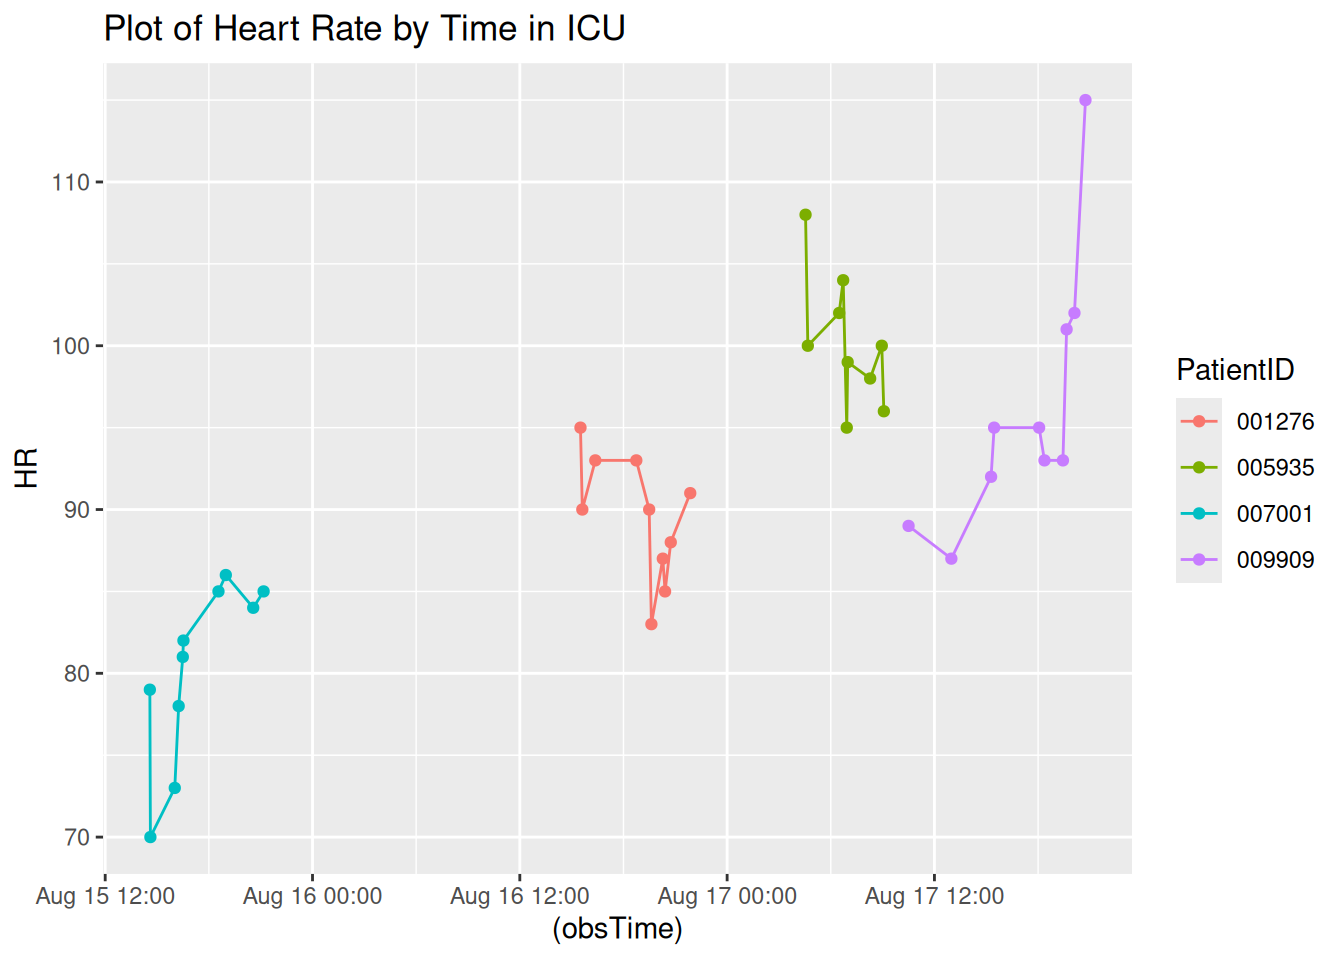 Plot of Heart Rate by Time in ICU
HR
110
100
90
80
70
Aug 15 12:00
Aug 16 00:00
Aug 16 12:00
Aug 17 00:00
Aug 17 12:00
(obsTime)
PatientID
001276
005935
007001
009909